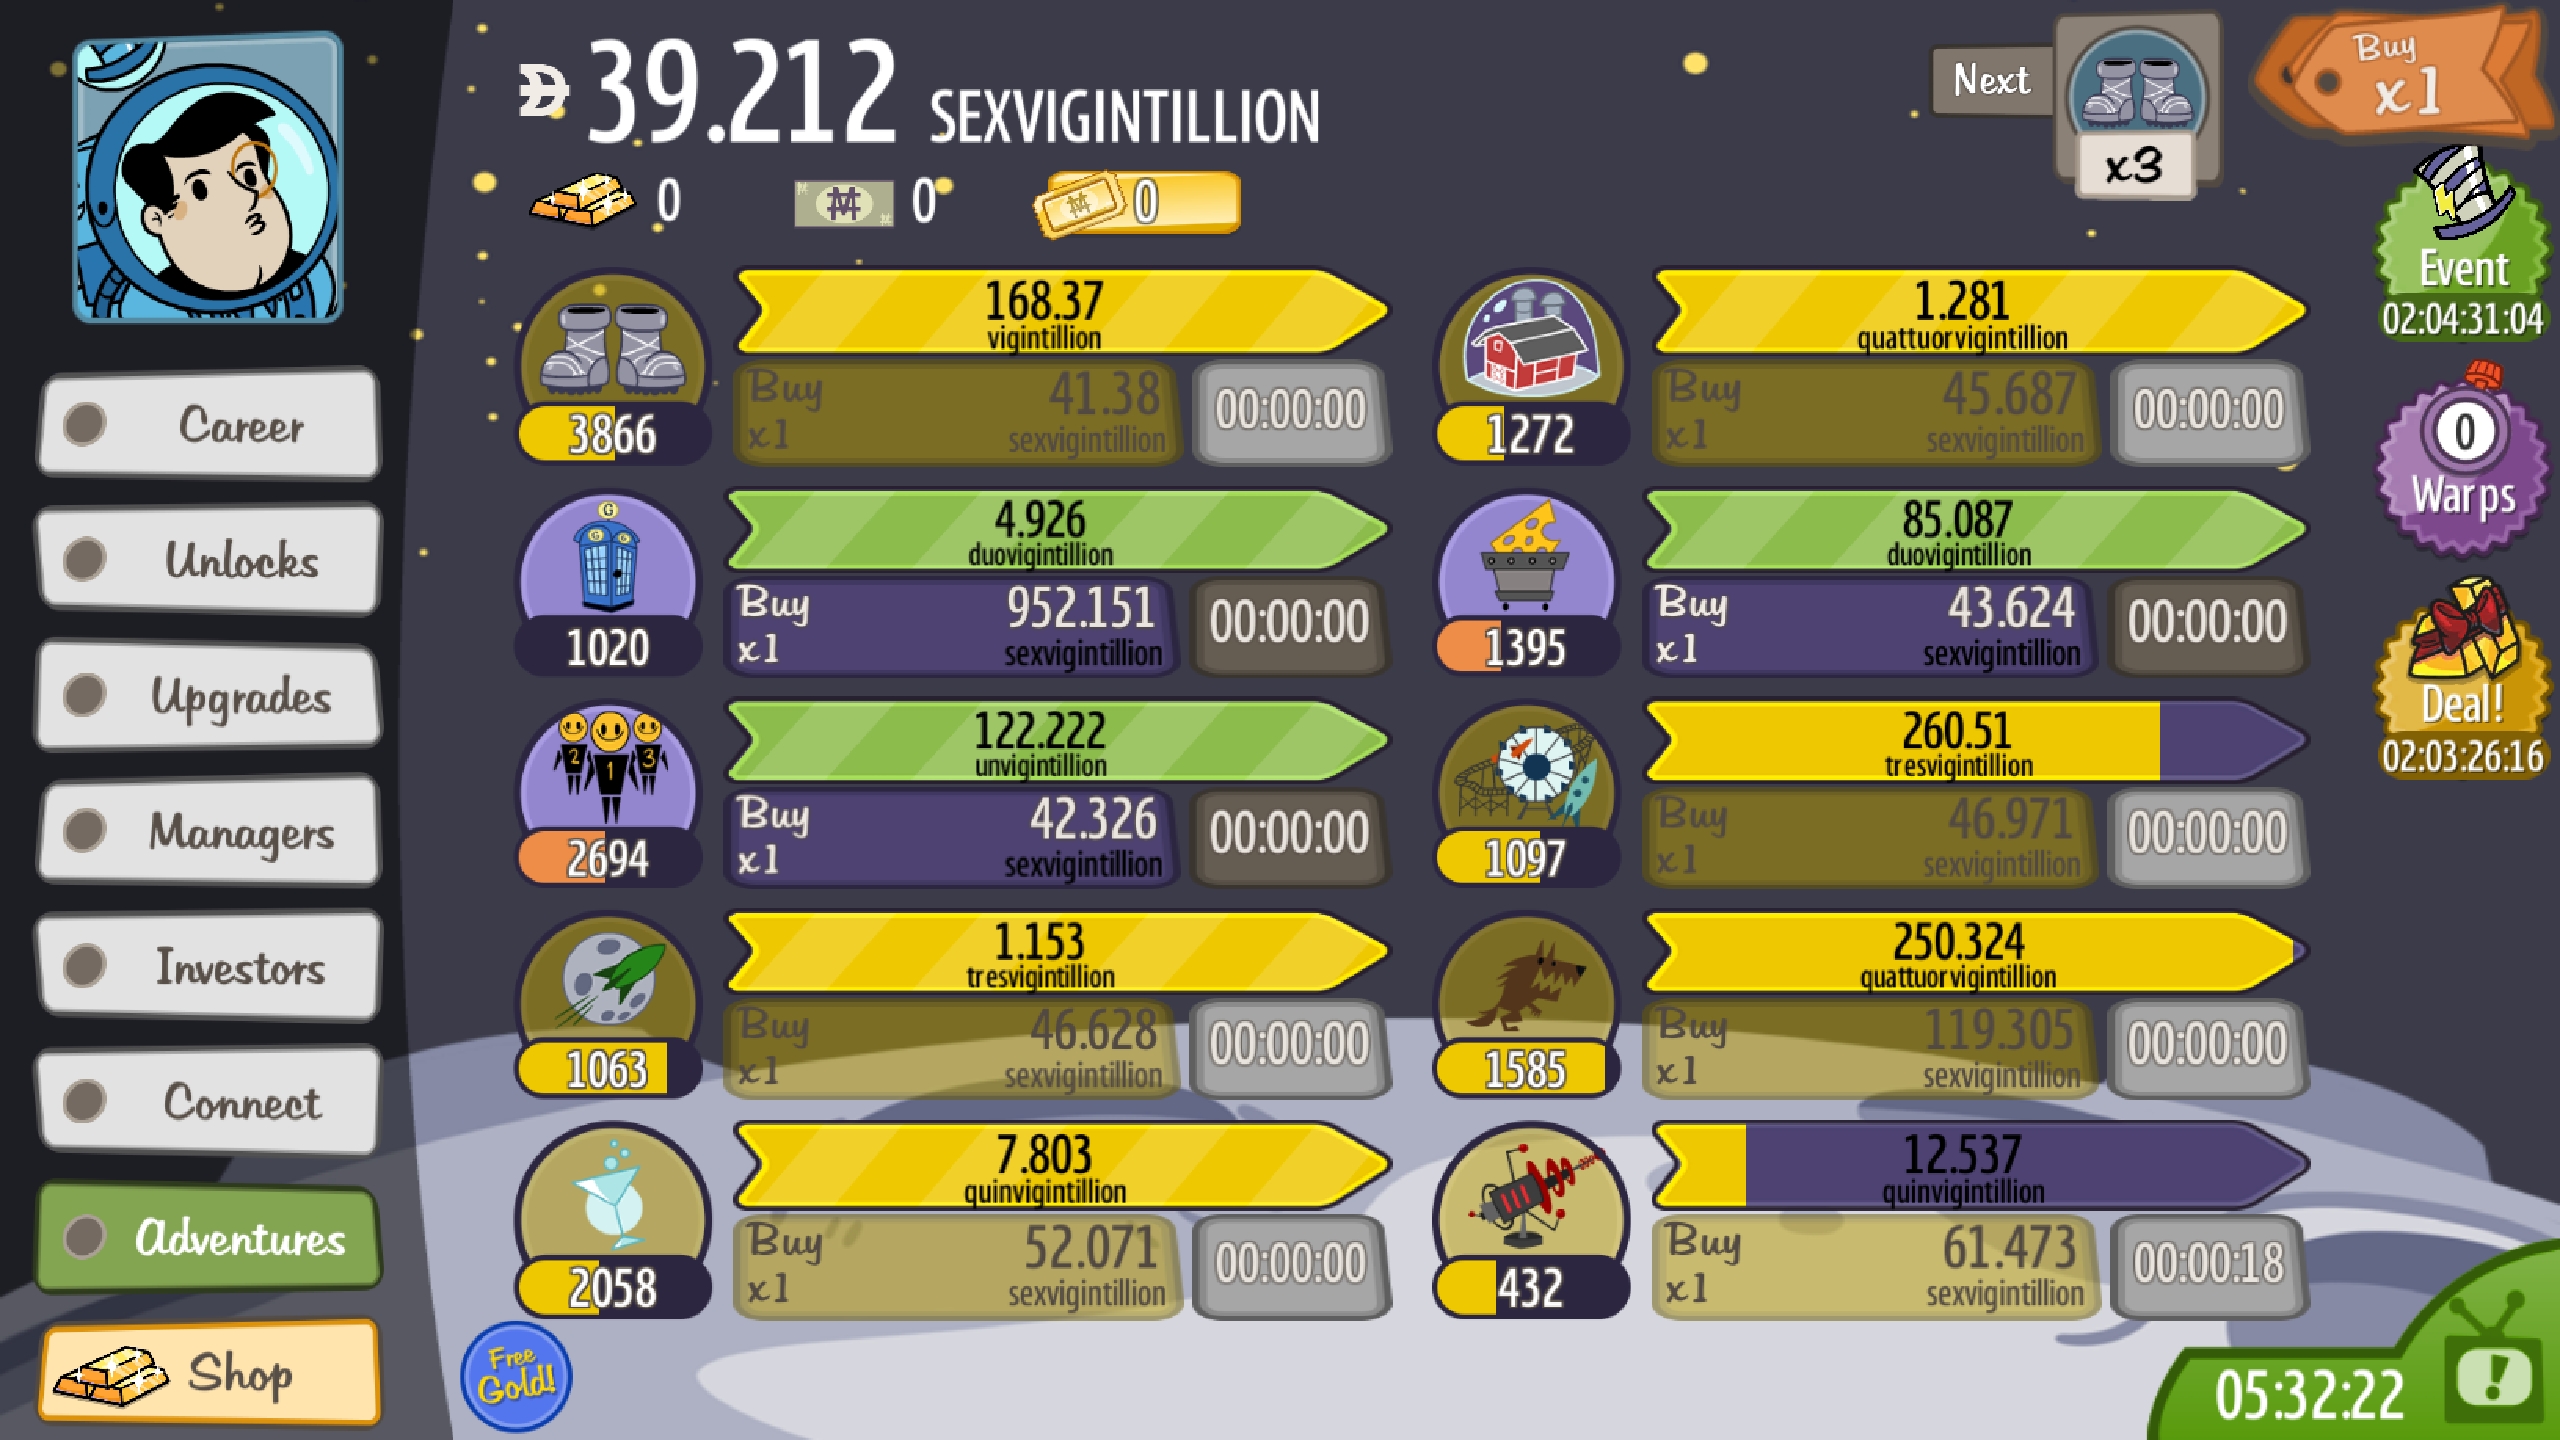 39.212 SEXVIGINTILLION
Next
x3
Buy
x1
0
0
0
Event
02:04:31:04
0
Warps
Deal!
02:03:26:16
Career
Unlocks
Upgrades
Managers
Investors
Connect
Adventures
Shop
168.37
vigintillion
3866
Buy
x1
41.38
sexvigintillion
00:00:00
1.281
quattuorvigintillion
1272
Buy
x1
45.687
sexvigintillion
00:00:00
G
G G
4.926
duovigintillion
1020
Buy
x1
952.151
sexvigintillion
00:00:00
85.087
duovigintillion
1395
Buy
x1
43.624
sexvigintillion
00:00:00
2 1 3
122.222
unvigintillion
2694
Buy
x1
42.326
sexvigintillion
00:00:00
260.51
tresvigintillion
1097
Buy
x1
46.971
sexvigintillion
00:00:00
1.153
tresvigintillion
1063
Buy
x1
46.628
sexvigintillion
00:00:00
250.324
quattuorvigintillion
1585
Buy
x1
119.305
sexvigintillion
00:00:00
7.803
quinvigintillion
2058
Buy
x1
52.071
sexvigintillion
00:00:00
12.537
quinvigintillion
432
Buy
x1
61.473
sexvigintillion
00:00:18
Free
Gold!
05:32:22
!